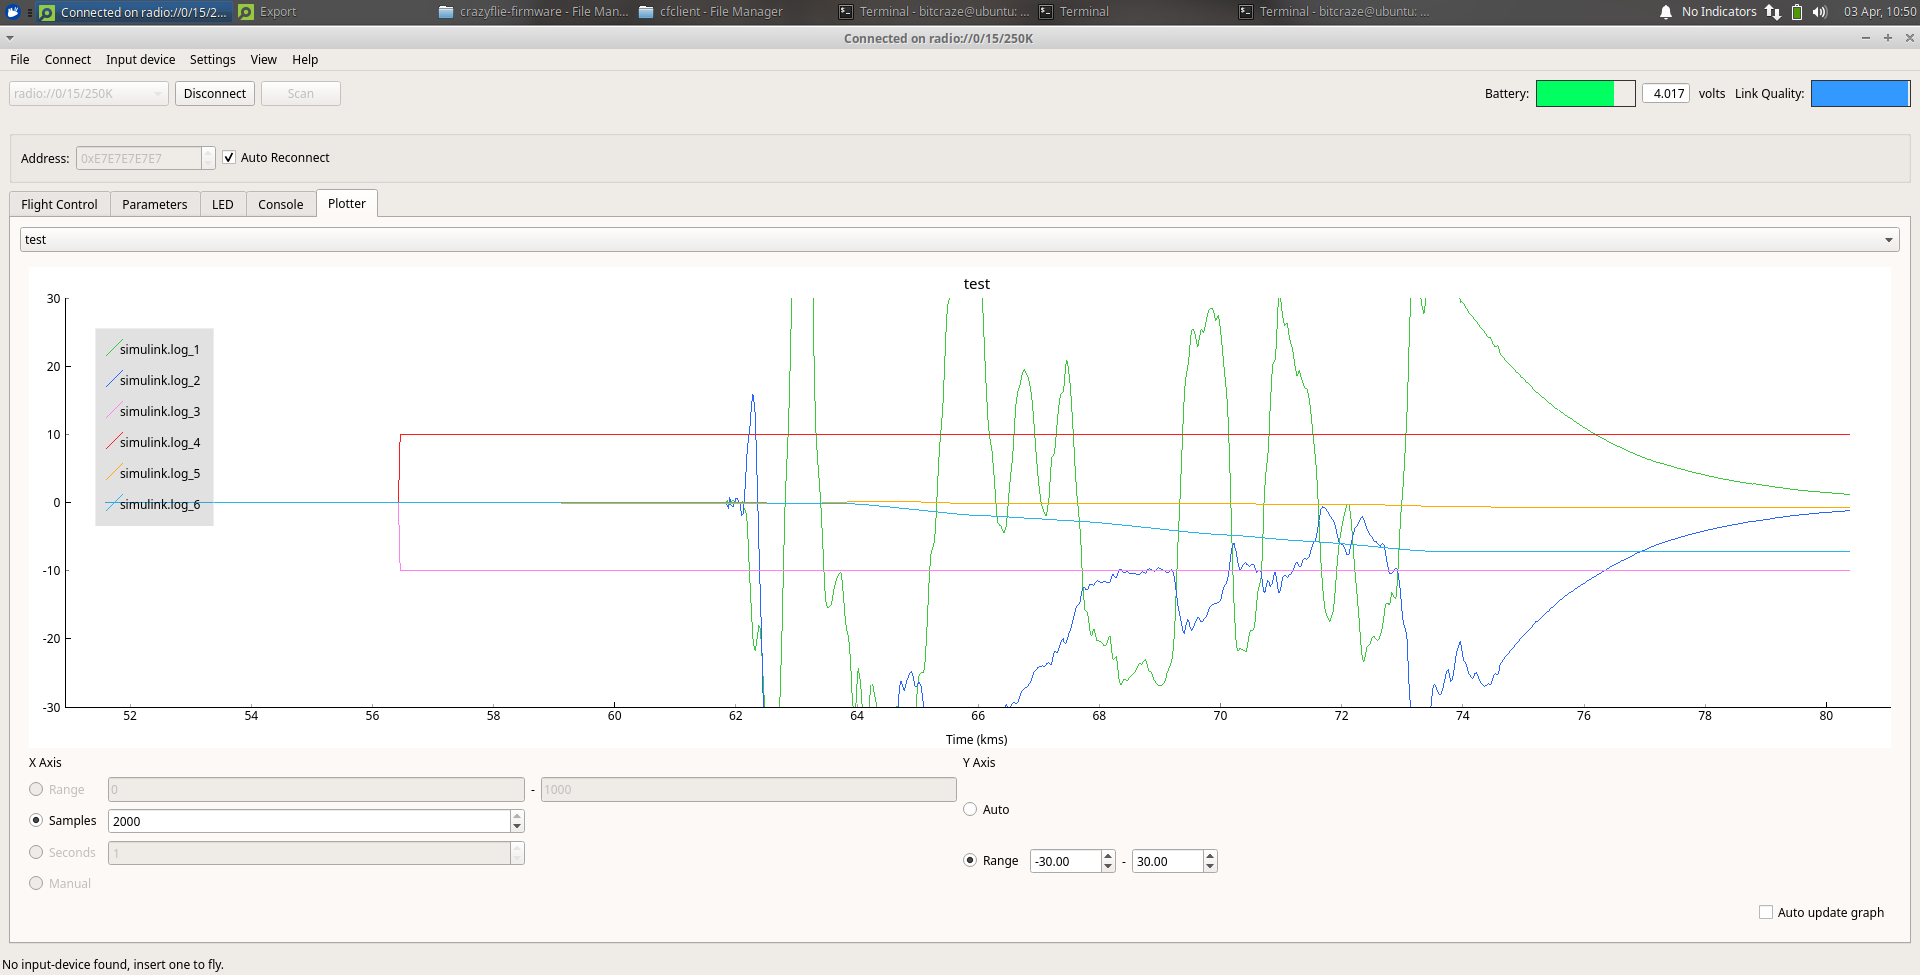 Connected on radio://0/15/2... Export crazyflie-firmware - File Man... cfclient - File Manager Terminal - bitcraze@ubuntu: ... Terminal Terminal - bitcraze@ubuntu: ... No Indicators 03 Apr, 10:50
Connected on radio://0/15/250K
File Connect Input device Settings View Help
radio://0/15/250K Disconnect Scan Battery: 4.017 volts Link Quality:
Address: 0xE7E7E7E7E7 Auto Reconnect
Flight Control Parameters LED Console Plotter
test
test
30
simulink.log_1
20
simulink.log_2
simulink.log_3
10 simulink.log_4
simulink.log_5
0 simulink.log_6
-10
-20
-30
52 54 56 58 60 62 64 66 68 70 72 74 76 78 80
Time (kms)
X Axis Y Axis
Range 0 - 1000
Auto
Samples 2000
Seconds 1
Range -30.00 - 30.00
Manual
Auto update graph
No input-device found, insert one to fly.